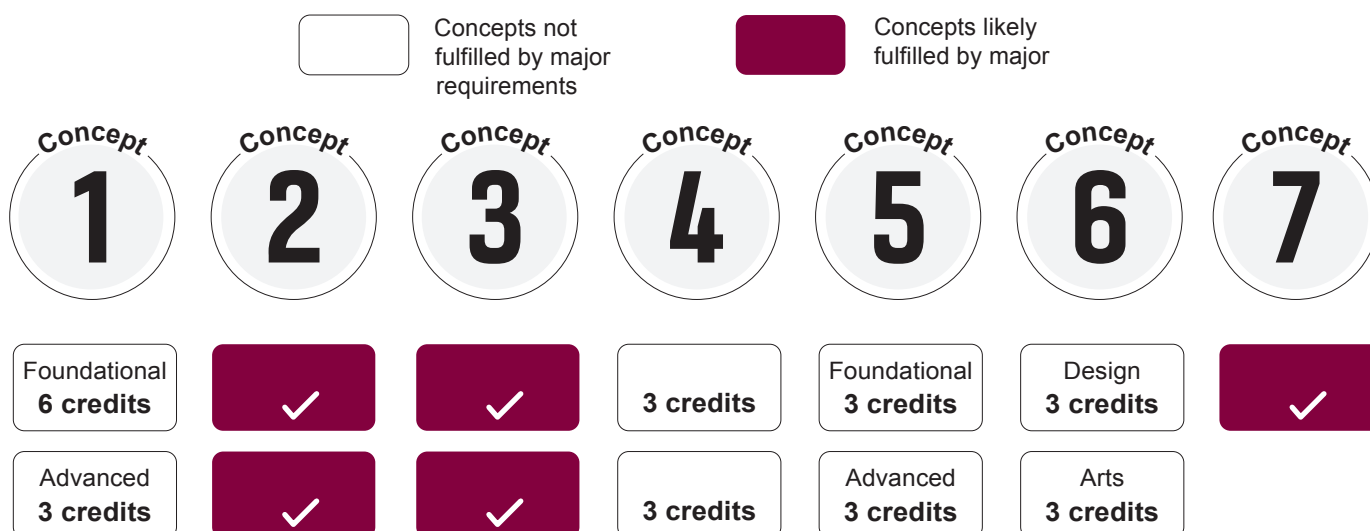 Concepts not
fulfilled by major
requirements
Concepts likely
fulfilled by major
Concept Concept Concept Concept Concept Concept Concept
1 2 3 4 5 6 7
Foundational Foundational Design
6 credits 3 credits 3 credits 3 credits
Advanced Advanced Arts
3 credits 3 credits 3 credits 3 credits